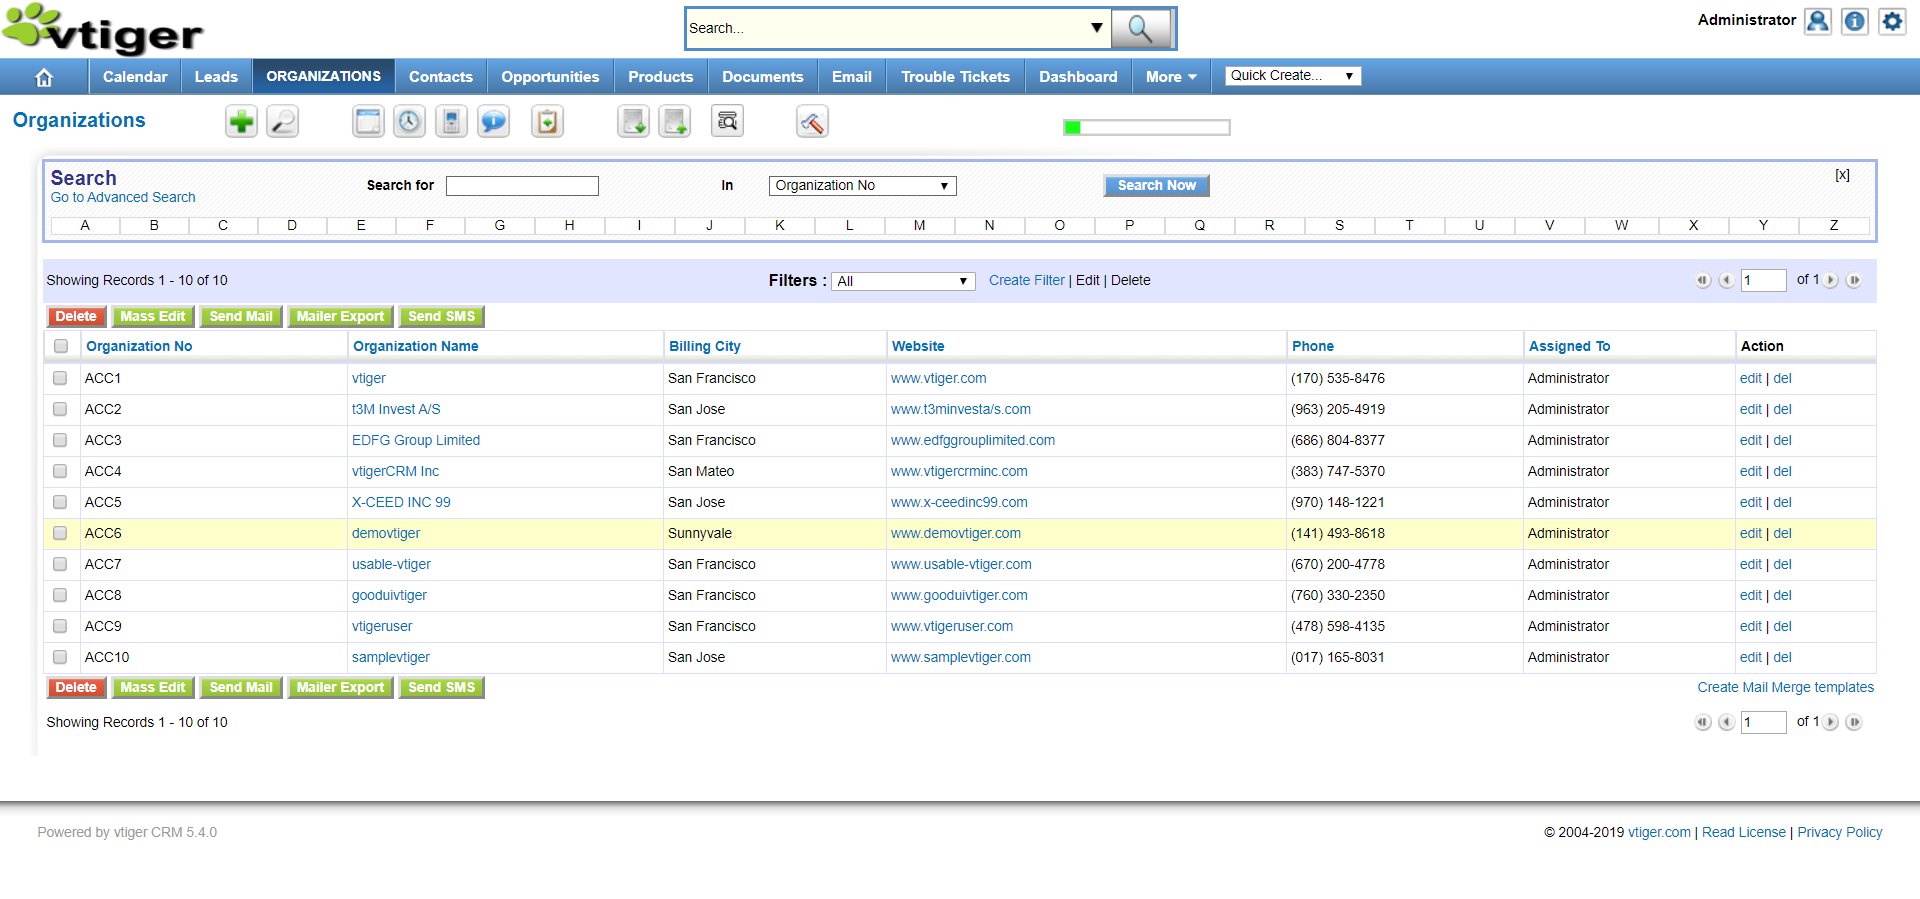 vtiger
Search...
Administrator
Calendar Leads ORGANIZATIONS Contacts Opportunities Products Documents Email Trouble Tickets Dashboard More Quick Create...
Organizations
Search
Go to Advanced Search
Search for In Organization No Search Now [x]
A B C D E F G H I J K L M N O P Q R S T U V W X Y Z
Showing Records 1 - 10 of 10 Filters : All Create Filter | Edit | Delete 1 of 1
Delete Mass Edit Send Mail Mailer Export Send SMS
Organization No Organization Name Billing City Website Phone Assigned To Action
ACC1 vtiger San Francisco www.vtiger.com (170) 535-8476 Administrator edit | del
ACC2 t3M Invest A/S San Jose www.t3minvesta/s.com (963) 205-4919 Administrator edit | del
ACC3 EDFG Group Limited San Francisco www.edfggrouplimited.com (686) 804-8377 Administrator edit | del
ACC4 vtigerCRM Inc San Mateo www.vtigercrminc.com (383) 747-5370 Administrator edit | del
ACC5 X-CEED INC 99 San Jose www.x-ceedinc99.com (970) 148-1221 Administrator edit | del
ACC6 demovtiger Sunnyvale www.demovtiger.com (141) 493-8618 Administrator edit | del
ACC7 usable-vtiger San Francisco www.usable-vtiger.com (670) 200-4778 Administrator edit | del
ACC8 gooduivtiger San Francisco www.gooduivtiger.com (760) 330-2350 Administrator edit | del
ACC9 vtigeruser San Francisco www.vtigeruser.com (478) 598-4135 Administrator edit | del
ACC10 samplevtiger San Jose www.samplevtiger.com (017) 165-8031 Administrator edit | del
Delete Mass Edit Send Mail Mailer Export Send SMS Create Mail Merge templates
Showing Records 1 - 10 of 10 1 of 1
Powered by vtiger CRM 5.4.0 © 2004-2019 vtiger.com | Read License | Privacy Policy